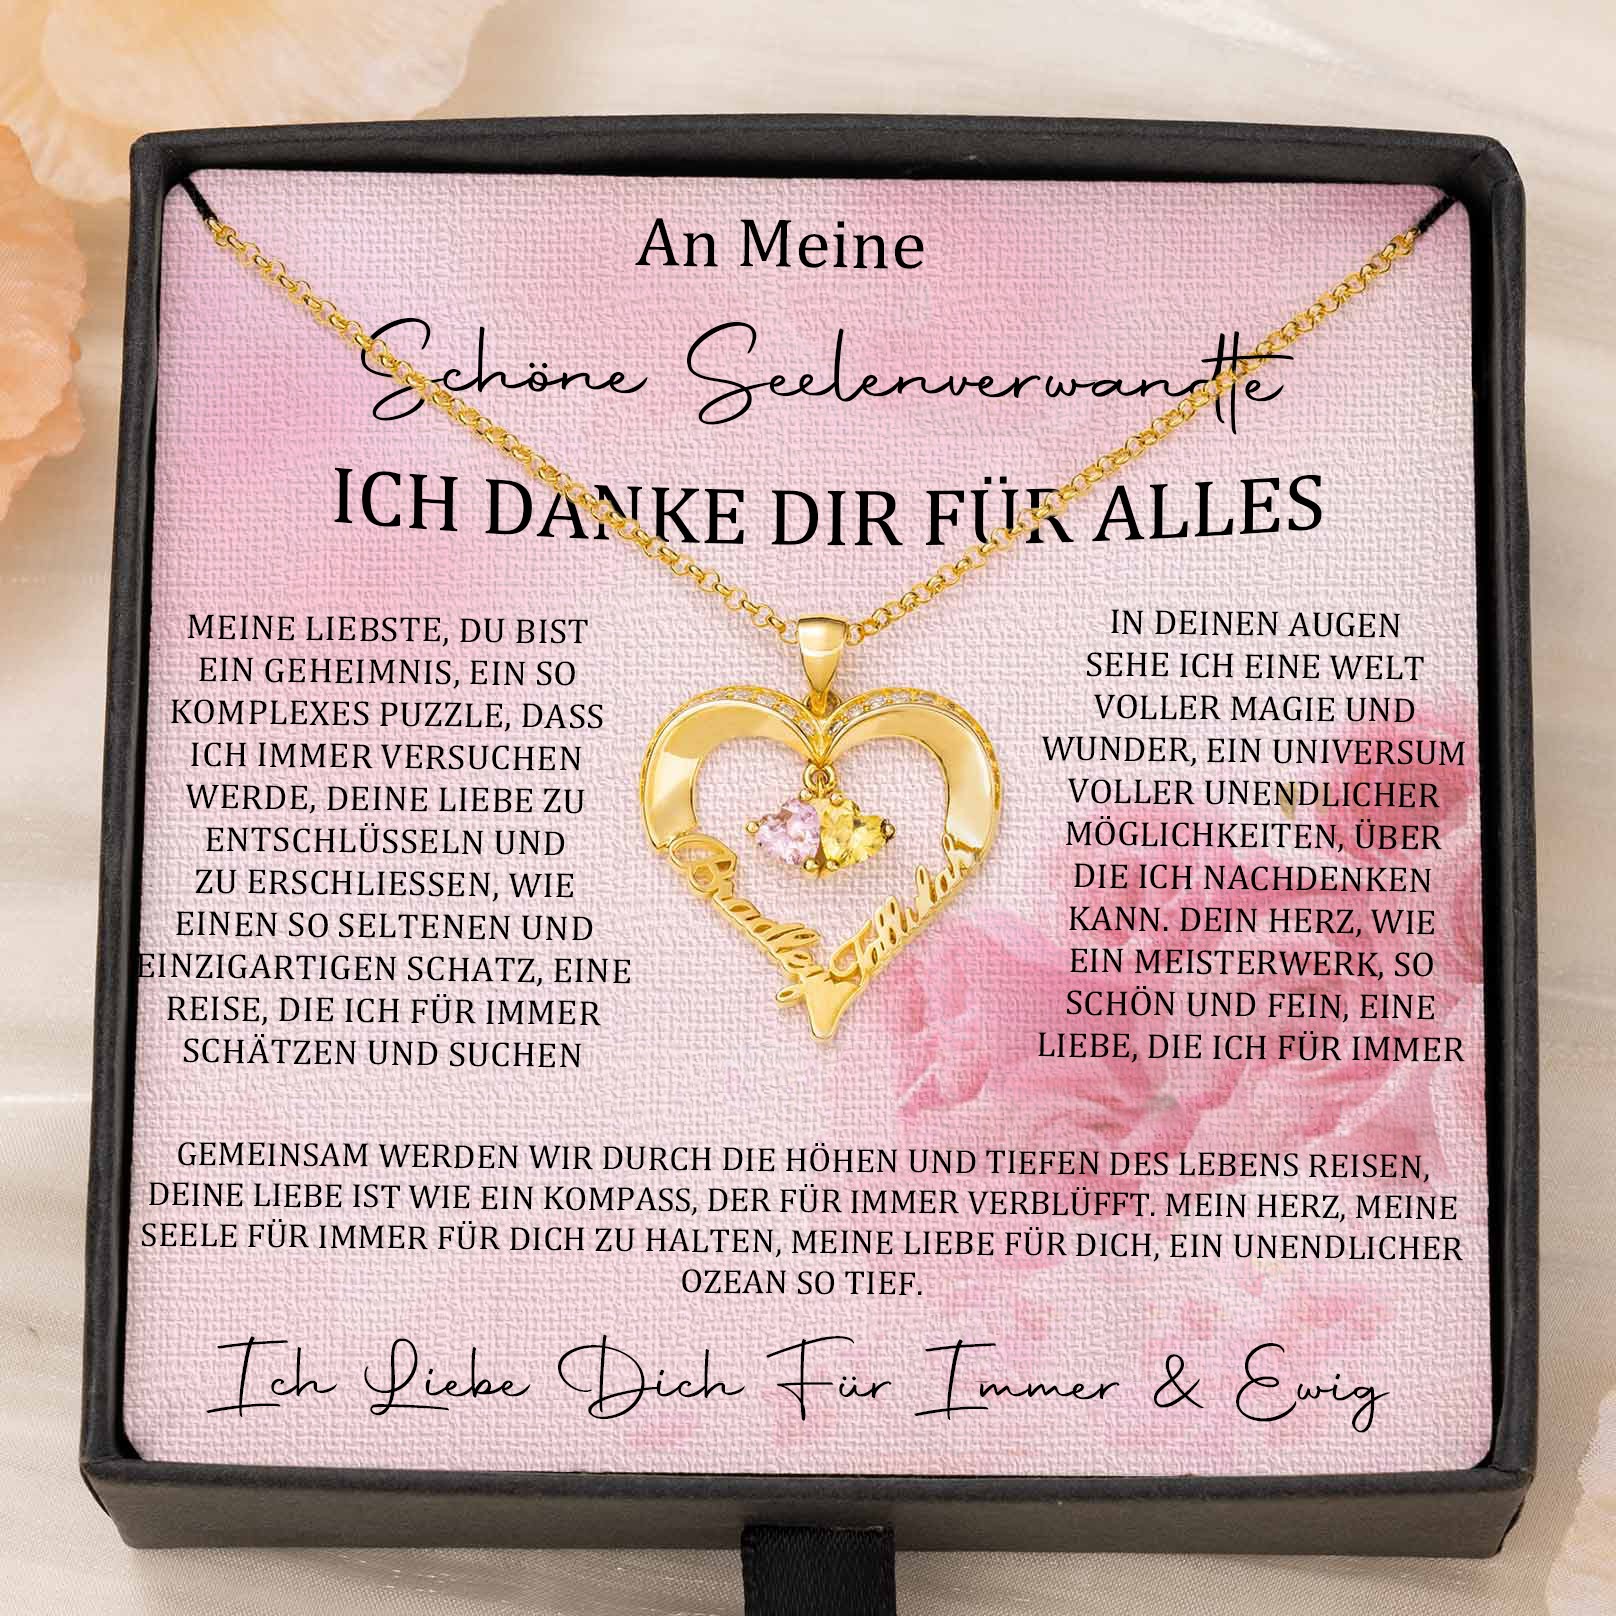 An Meine
Schöne Seelenverwandte
ICH DANKE DIR FÜR ALLES
MEINE LIEBSTE, DU BIST
EIN GEHEIMNIS, EIN SO
KOMPLEXES PUZZLE, DASS
ICH IMMER VERSUCHEN
WERDE, DEINE LIEBE ZU
ENTSCHLÜSSELN UND
ZU ERSCHLIESSEN, WIE
EINEN SO SELTENEN UND
EINZIGARTIGEN SCHATZ, EINE
REISE, DIE ICH FÜR IMMER
SCHÄTZEN UND SUCHEN
IN DEINEN AUGEN
SEHE ICH EINE WELT
VOLLER MAGIE UND
WUNDER, EIN UNIVERSUM
VOLLER UNENDLICHER
MÖGLICHKEITEN, ÜBER
DIE ICH NACHDENKEN
KANN. DEIN HERZ, WIE
EIN MEISTERWERK, SO
SCHÖN UND FEIN, EINE
LIEBE, DIE ICH FÜR IMMER
Bradley
Tallulah
GEMEINSAM WERDEN WIR DURCH DIE HÖHEN UND TIEFEN DES LEBENS REISEN,
DEINE LIEBE IST WIE EIN KOMPASS, DER FÜR IMMER VERBLÜFFT. MEIN HERZ, MEINE
SEELE FÜR IMMER FÜR DICH ZU HALTEN, MEINE LIEBE FÜR DICH, EIN UNENDLICHER
OZEAN SO TIEF.
Ich Liebe Dich Für Immer & Ewig